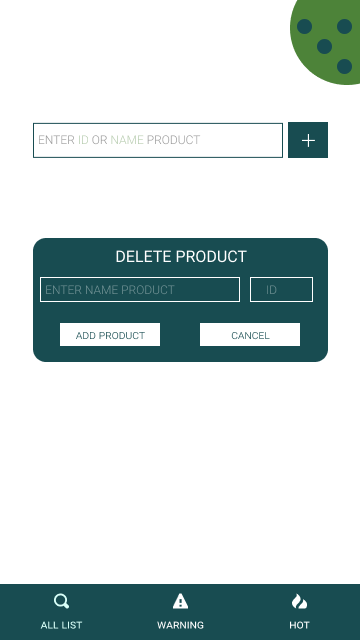 ENTER ID OR NAME PRODUCT
DELETE PRODUCT
ENTER NAME PRODUCT ID
ADD PRODUCT CANCEL
ALL LIST WARNING HOT